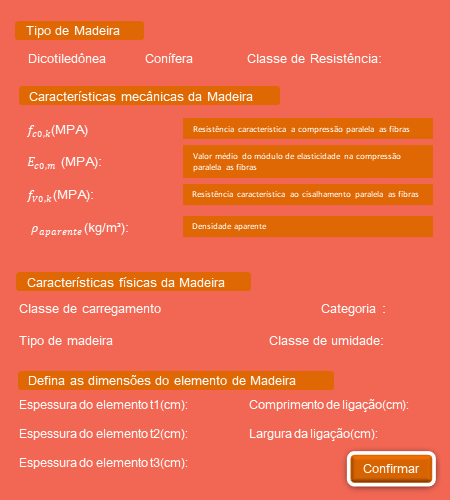 Tipo de Madeira
Dicotiledônea Conífera Classe de Resistência:
Características mecânicas da Madeira
f_{c0,k}(MPA) Resistência característica a compressão paralela as fibras
E_{c0,m} (MPA): Valor médio do módulo de elasticidade na compressão
paralela as fibras
f_{V0,k}(MPA): Resistência característica ao cisalhamento paralela as fibras
ρ_{aparente}(kg/m³): Densidade aparente
Características físicas da Madeira
Classe de carregamento Categoria :
Tipo de madeira Classe de umidade:
Defina as dimensões do elemento de Madeira
Espessura do elemento t1(cm): Comprimento de ligação(cm):
Espessura do elemento t2(cm): Largura da ligação(cm):
Espessura do elemento t3(cm):
Confirmar